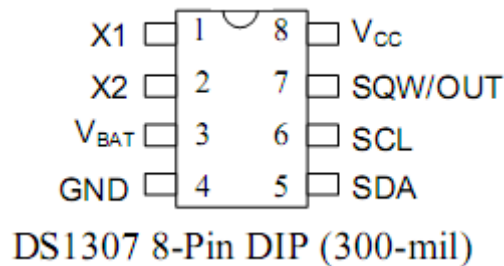 X1 1 8 VCC
X2 2 7 SQW/OUT
VBAT 3 6 SCL
GND 4 5 SDA
DS1307 8-Pin DIP (300-mil)